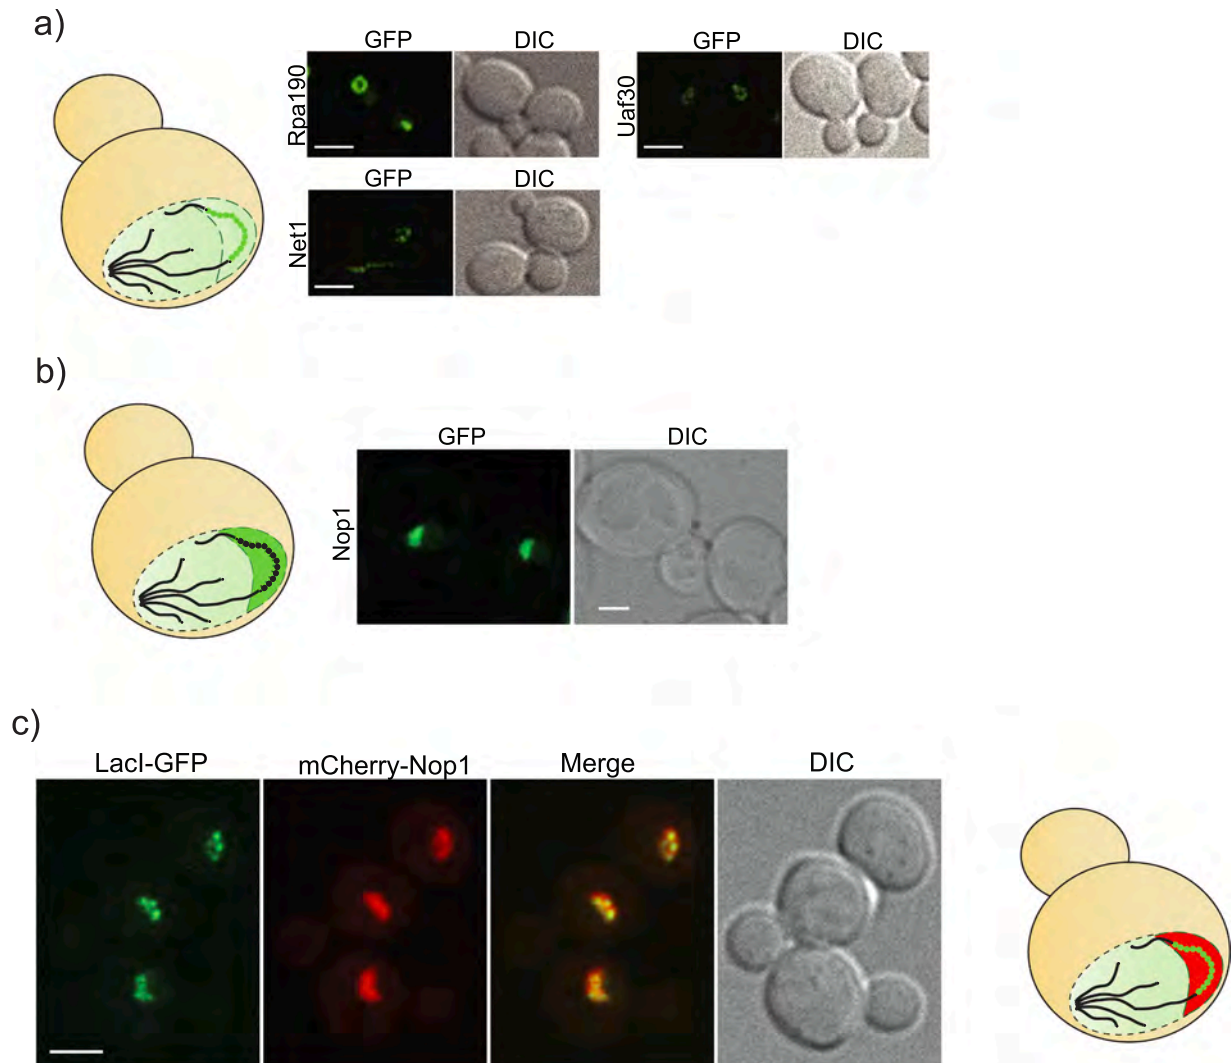 a)
GFP DIC GFP DIC
Rpa190
Uaf30
GFP DIC
Net1
b)
GFP DIC
Nop1
c)
LacI-GFP mCherry-Nop1 Merge DIC